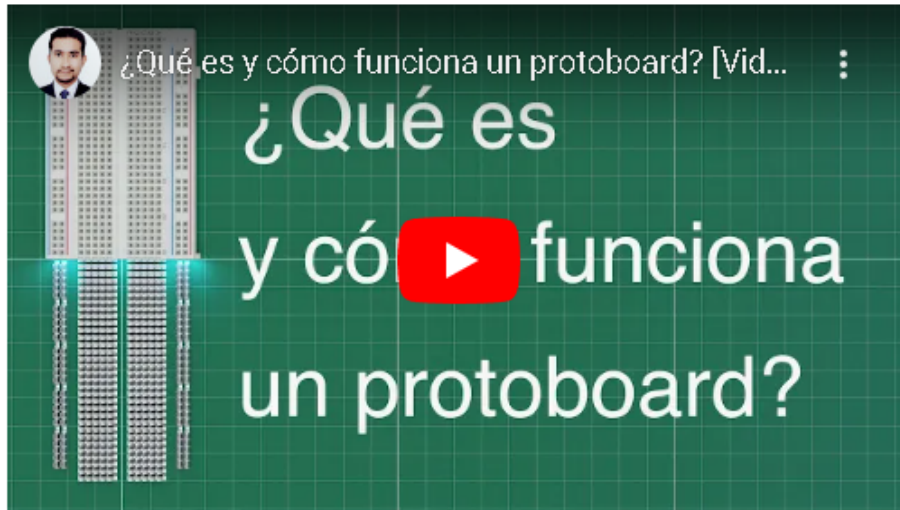 ¿Qué es y cómo funciona un protoboard? [Vid...
¿Qué es
y có funciona
un protoboard?